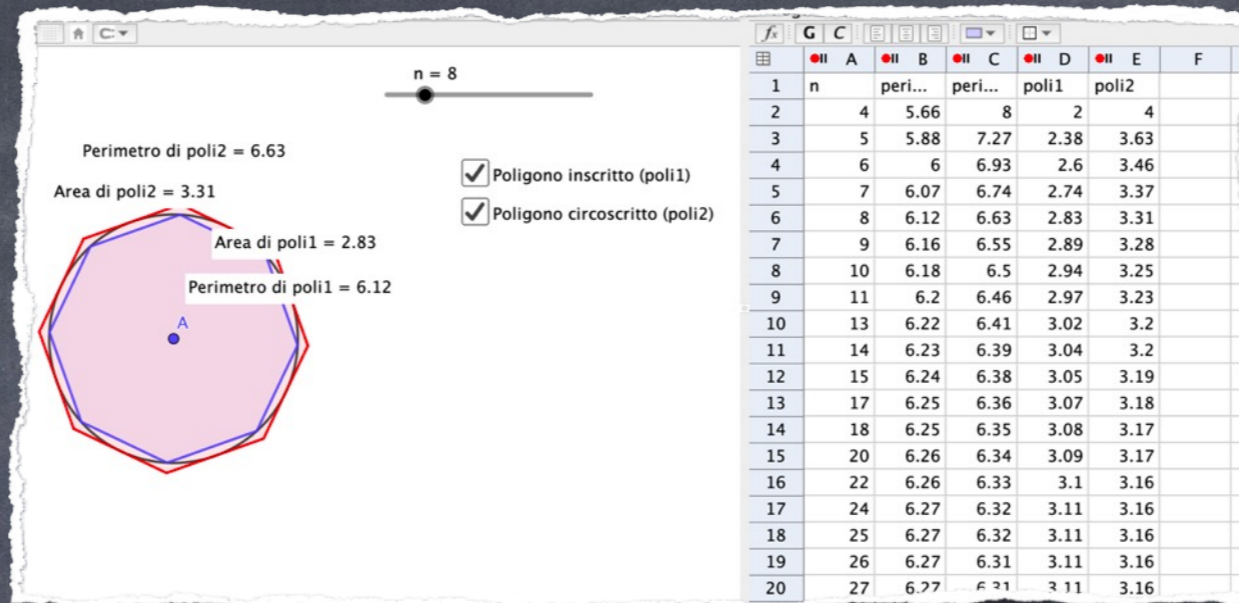 n = 8
Perimetro di poli2 = 6.63
Area di poli2 = 3.31
Poligono inscritto (poli1)
Poligono circoscritto (poli2)
Area di poli1 = 2.83
Perimetro di poli1 = 6.12
A
fx G C
A B C D E F
1 n peri... peri... poli1 poli2
2 4 5.66 8 2 4
3 5 5.88 7.27 2.38 3.63
4 6 6 6.93 2.6 3.46
5 7 6.07 6.74 2.74 3.37
6 8 6.12 6.63 2.83 3.31
7 9 6.16 6.55 2.89 3.28
8 10 6.18 6.5 2.94 3.25
9 11 6.2 6.46 2.97 3.23
10 13 6.22 6.41 3.02 3.2
11 14 6.23 6.39 3.04 3.2
12 15 6.24 6.38 3.05 3.19
13 17 6.25 6.36 3.07 3.18
14 18 6.25 6.35 3.08 3.17
15 20 6.26 6.34 3.09 3.17
16 22 6.26 6.33 3.1 3.16
17 24 6.27 6.32 3.11 3.16
18 25 6.27 6.32 3.11 3.16
19 26 6.27 6.31 3.11 3.16
20 27 6.27 6.31 3.11 3.16